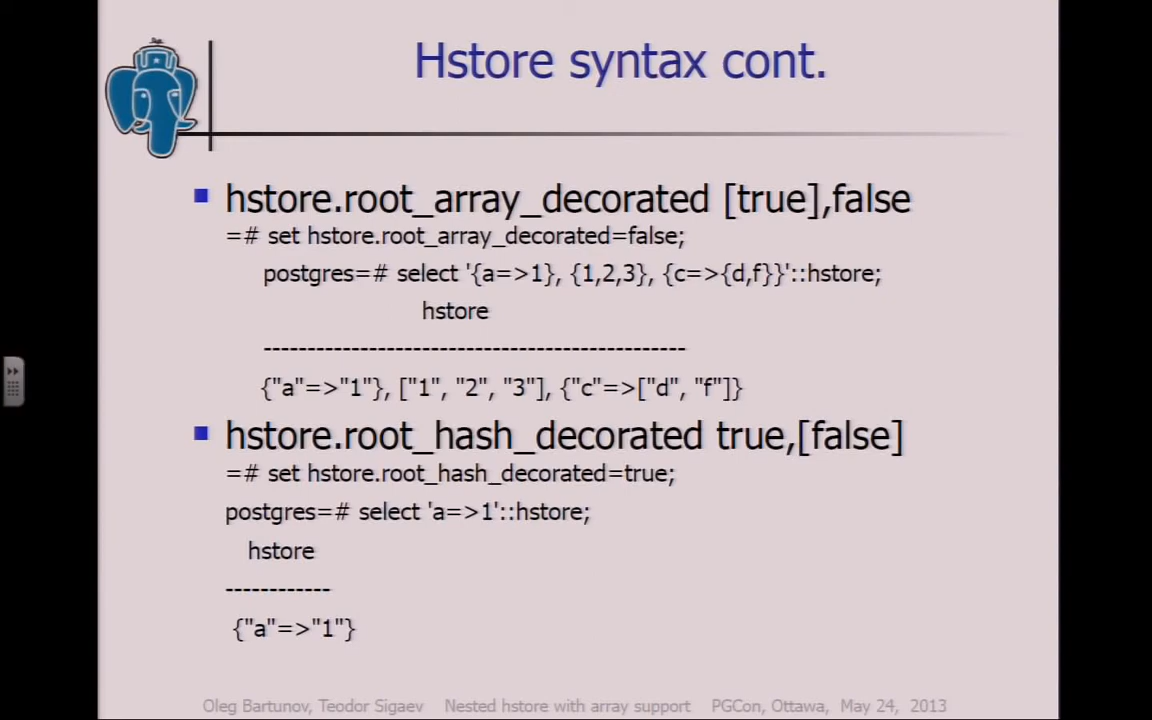 Hstore syntax cont.
hstore.root_array_decorated [true],false
=# set hstore.root_array_decorated=false;
postgres=# select '{a=>1}, {1,2,3}, {c=>{d,f}}'::hstore;
hstore
------------------------------------------------
{"a"=>"1"}, ["1", "2", "3"], {"c"=>["d", "f"]}
hstore.root_hash_decorated true,[false]
=# set hstore.root_hash_decorated=true;
postgres=# select 'a=>1'::hstore;
hstore
------------
{"a"=>"1"}
Oleg Bartunov, Teodor Sigaev Nested hstore with array support PGCon, Ottawa, May 24, 2013